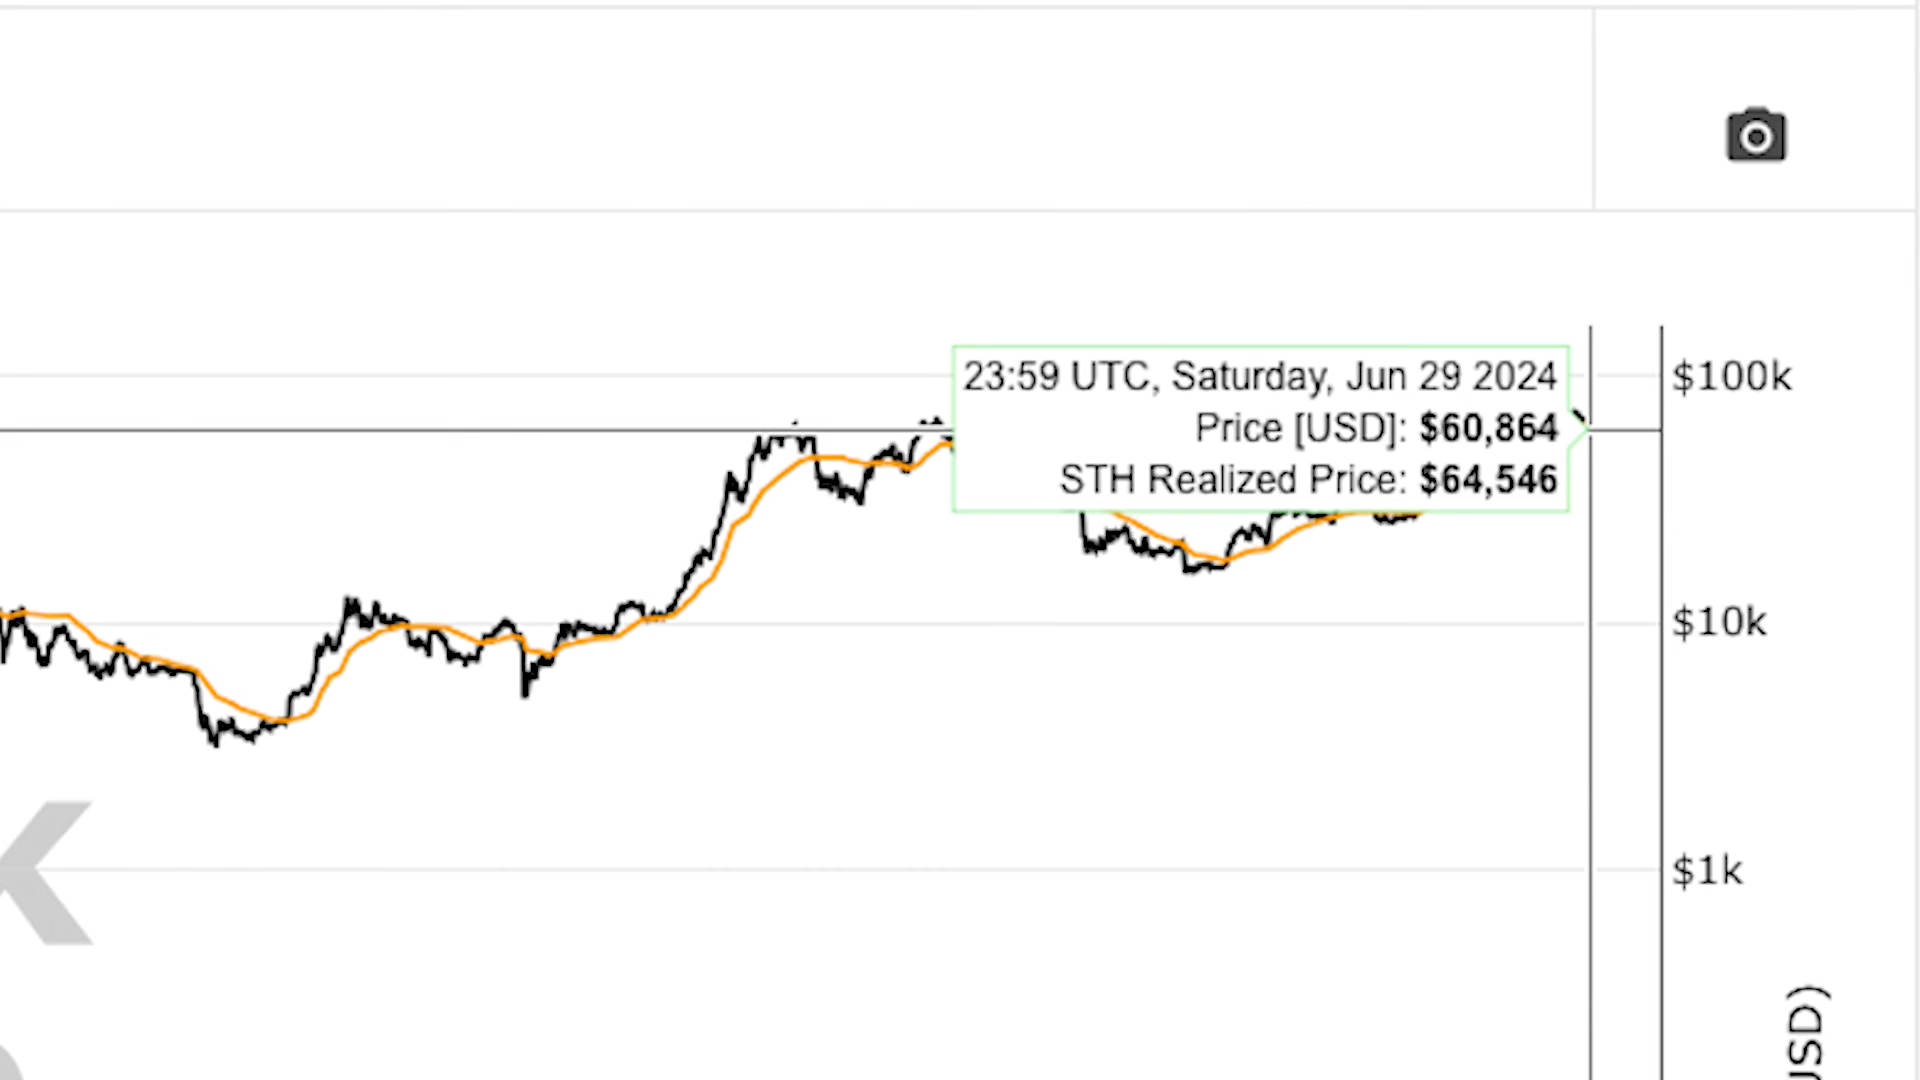 23:59 UTC, Saturday, Jun 29 2024
Price [USD]: $60,864
STH Realized Price: $64,546
$100k
$10k
$1k
USD)